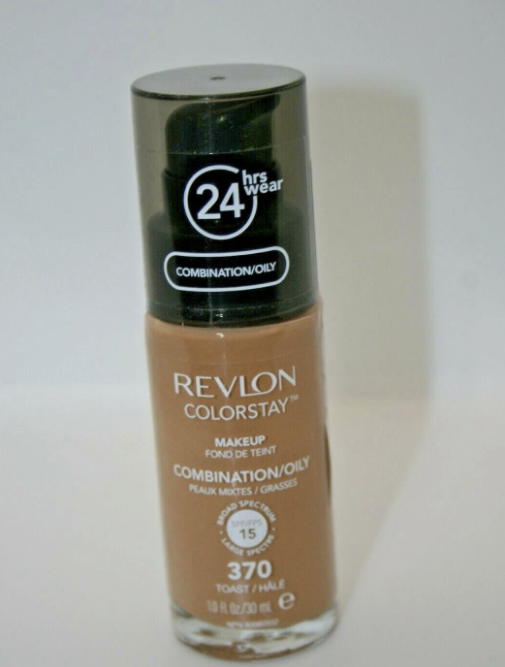 24 hrs wear
COMBINATION/OILY
REVLON
COLORSTAY™
MAKEUP
FOND DE TEINT
COMBINATION/OILY
PEAUX MIXTES / GRASSES
BROAD SPECTRUM
SPF/FPS
15
LARGE SPECTRE
370
TOAST / HÂLÉ
1.0 fl. Oz/30 mL e